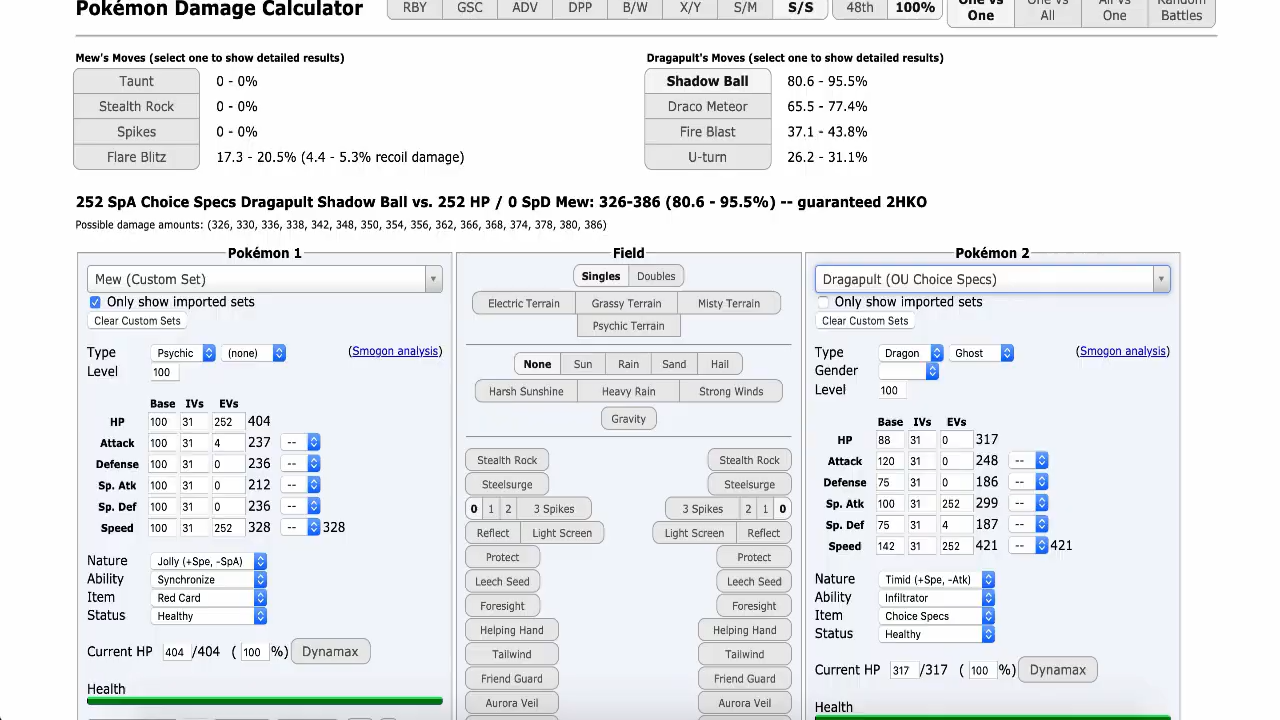 Pokémon Damage Calculator RBY GSC ADV DPP B/W X/Y S/M S/S 48th 100% One vs One One vs All All vs One Random Battles
Mew's Moves (select one to show detailed results) Dragapult's Moves (select one to show detailed results)
Taunt 0 - 0% Shadow Ball 80.6 - 95.5%
Stealth Rock 0 - 0% Draco Meteor 65.5 - 77.4%
Spikes 0 - 0% Fire Blast 37.1 - 43.8%
Flare Blitz 17.3 - 20.5% (4.4 - 5.3% recoil damage) U-turn 26.2 - 31.1%
252 SpA Choice Specs Dragapult Shadow Ball vs. 252 HP / 0 SpD Mew: 326-386 (80.6 - 95.5%) -- guaranteed 2HKO
Possible damage amounts: (326, 330, 336, 338, 342, 348, 350, 354, 356, 362, 366, 368, 374, 378, 380, 386)
Pokémon 1
Mew (Custom Set)
Only show imported sets
Clear Custom Sets
Type Psychic (none) (Smogon analysis)
Level 100
Base IVs EVs
HP 100 31 252 404
Attack 100 31 4 237 --
Defense 100 31 0 236 --
Sp. Atk 100 31 0 212 --
Sp. Def 100 31 0 236 --
Speed 100 31 252 328 -- 328
Nature Jolly (+Spe, -SpA)
Ability Synchronize
Item Red Card
Status Healthy
Current HP 404 /404 ( 100 %) Dynamax
Health
Field
Singles Doubles
Electric Terrain Grassy Terrain Misty Terrain
Psychic Terrain
None Sun Rain Sand Hail
Harsh Sunshine Heavy Rain Strong Winds
Gravity
Stealth Rock Stealth Rock
Steelsurge Steelsurge
0 1 2 3 Spikes 3 Spikes 2 1 0
Reflect Light Screen Light Screen Reflect
Protect Protect
Leech Seed Leech Seed
Foresight Foresight
Helping Hand Helping Hand
Tailwind Tailwind
Friend Guard Friend Guard
Aurora Veil Aurora Veil
Pokémon 2
Dragapult (OU Choice Specs)
Only show imported sets
Clear Custom Sets
Type Dragon Ghost (Smogon analysis)
Gender
Level 100
Base IVs EVs
HP 88 31 0 317
Attack 120 31 0 248 --
Defense 75 31 0 186 --
Sp. Atk 100 31 252 299 --
Sp. Def 75 31 4 187 --
Speed 142 31 252 421 -- 421
Nature Timid (+Spe, -Atk)
Ability Infiltrator
Item Choice Specs
Status Healthy
Current HP 317 /317 ( 100 %) Dynamax
Health